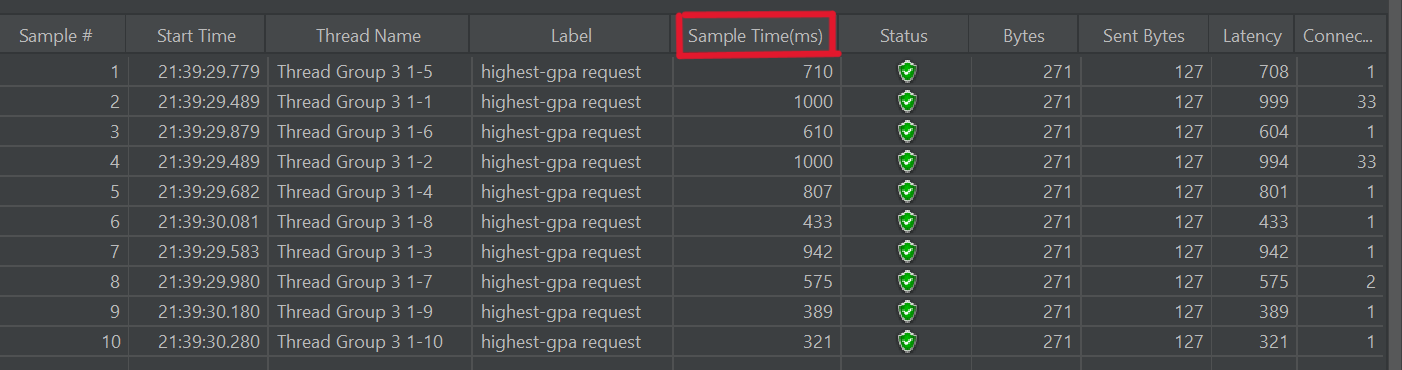 Sample # Start Time Thread Name Label Sample Time(ms) Status Bytes Sent Bytes Latency Connec...
1 21:39:29.779 Thread Group 3 1-5 highest-gpa request 710 271 127 708 1
2 21:39:29.489 Thread Group 3 1-1 highest-gpa request 1000 271 127 999 33
3 21:39:29.879 Thread Group 3 1-6 highest-gpa request 610 271 127 604 1
4 21:39:29.489 Thread Group 3 1-2 highest-gpa request 1000 271 127 994 33
5 21:39:29.682 Thread Group 3 1-4 highest-gpa request 807 271 127 801 1
6 21:39:30.081 Thread Group 3 1-8 highest-gpa request 433 271 127 433 1
7 21:39:29.583 Thread Group 3 1-3 highest-gpa request 942 271 127 942 1
8 21:39:29.980 Thread Group 3 1-7 highest-gpa request 575 271 127 575 2
9 21:39:30.180 Thread Group 3 1-9 highest-gpa request 389 271 127 389 1
10 21:39:30.280 Thread Group 3 1-10 highest-gpa request 321 271 127 321 1